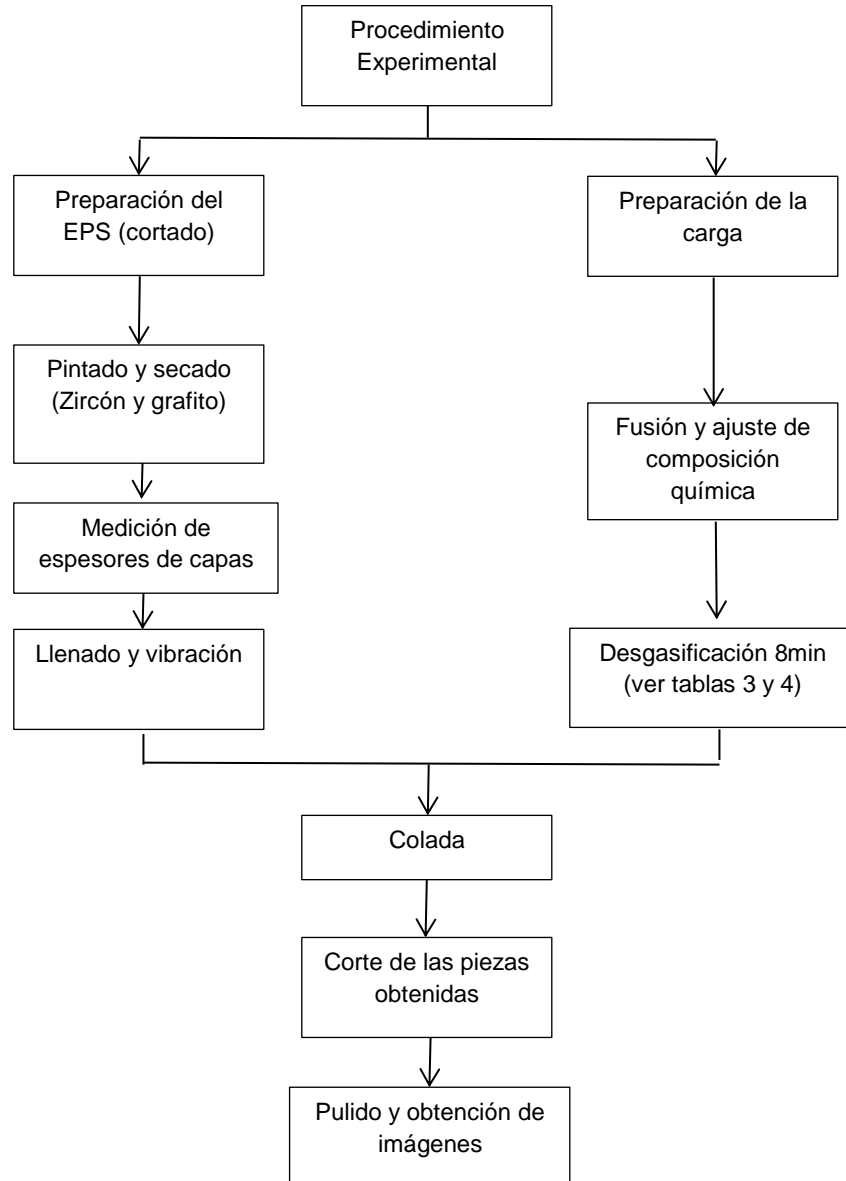 Procedimiento
Experimental
Preparación del
EPS (cortado)
Preparación de la
carga
Pintado y secado
(Zircón y grafito)
Fusión y ajuste de
composición
química
Medición de
espesores de capas
Llenado y vibración
Desgasificación 8min
(ver tablas 3 y 4)
Colada
Corte de las piezas
obtenidas
Pulido y obtención de
imágenes